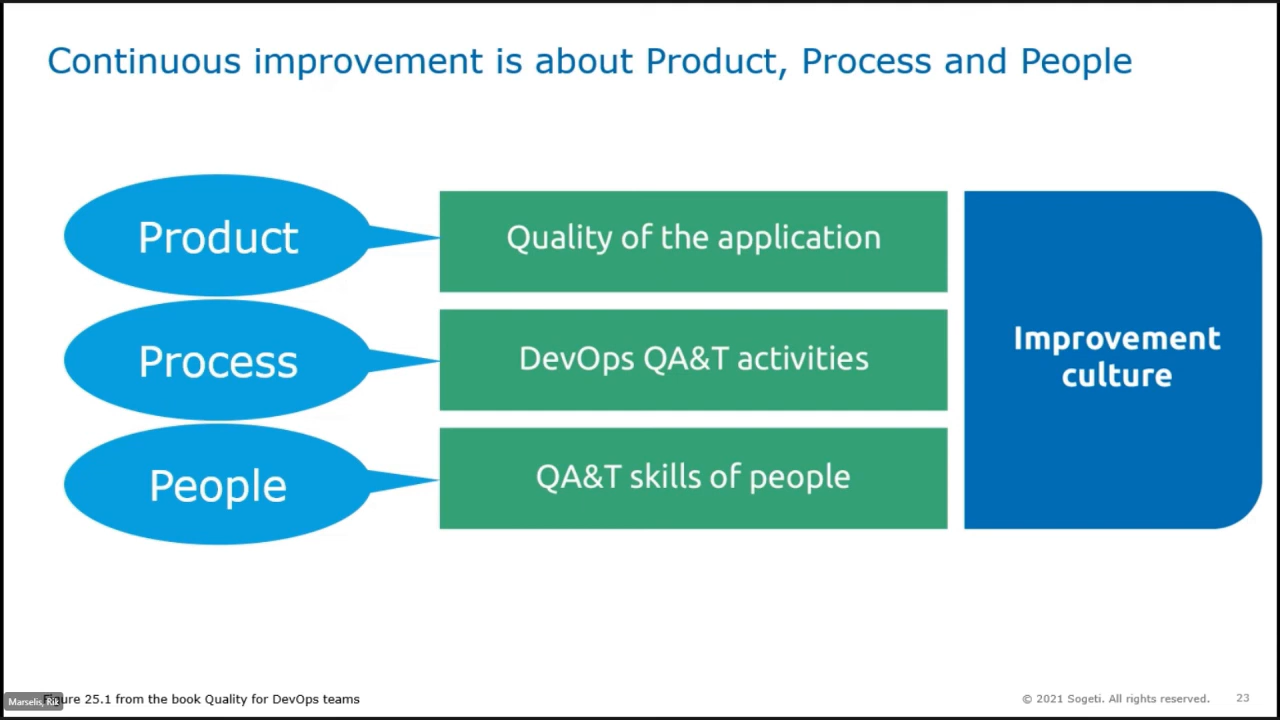 Continuous improvement is about Product, Process and People
Product
Quality of the application
Process
DevOps QA&T activities
People
QA&T skills of people
Improvement
culture
Marselis, Rik
Figure 25.1 from the book Quality for DevOps teams
© 2021 Sogeti. All rights reserved.
23